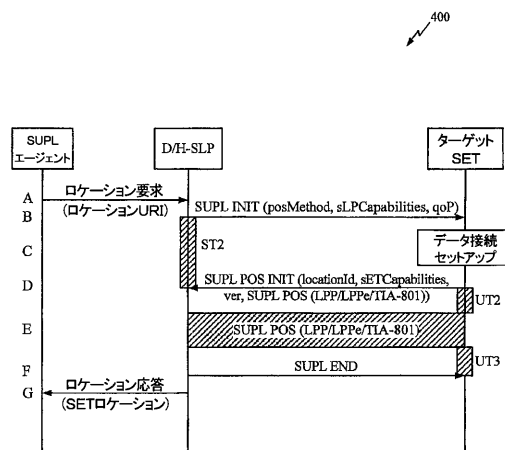 400
SUPL
エージェント
D/H-SLP
ターゲット
SET
A
ロケーション要求
(ロケーションURI)
B
SUPL INIT (posMethod, sLPCapabilities, qoP)
C
ST2
データ接続
セットアップ
D
SUPL POS INIT (locationId, sETCapabilities,
ver, SUPL POS (LPP/LPPe/TIA-801))
UT2
E
SUPL POS (LPP/LPPe/TIA-801)
F
SUPL END
UT3
G
ロケーション応答
(SETロケーション)